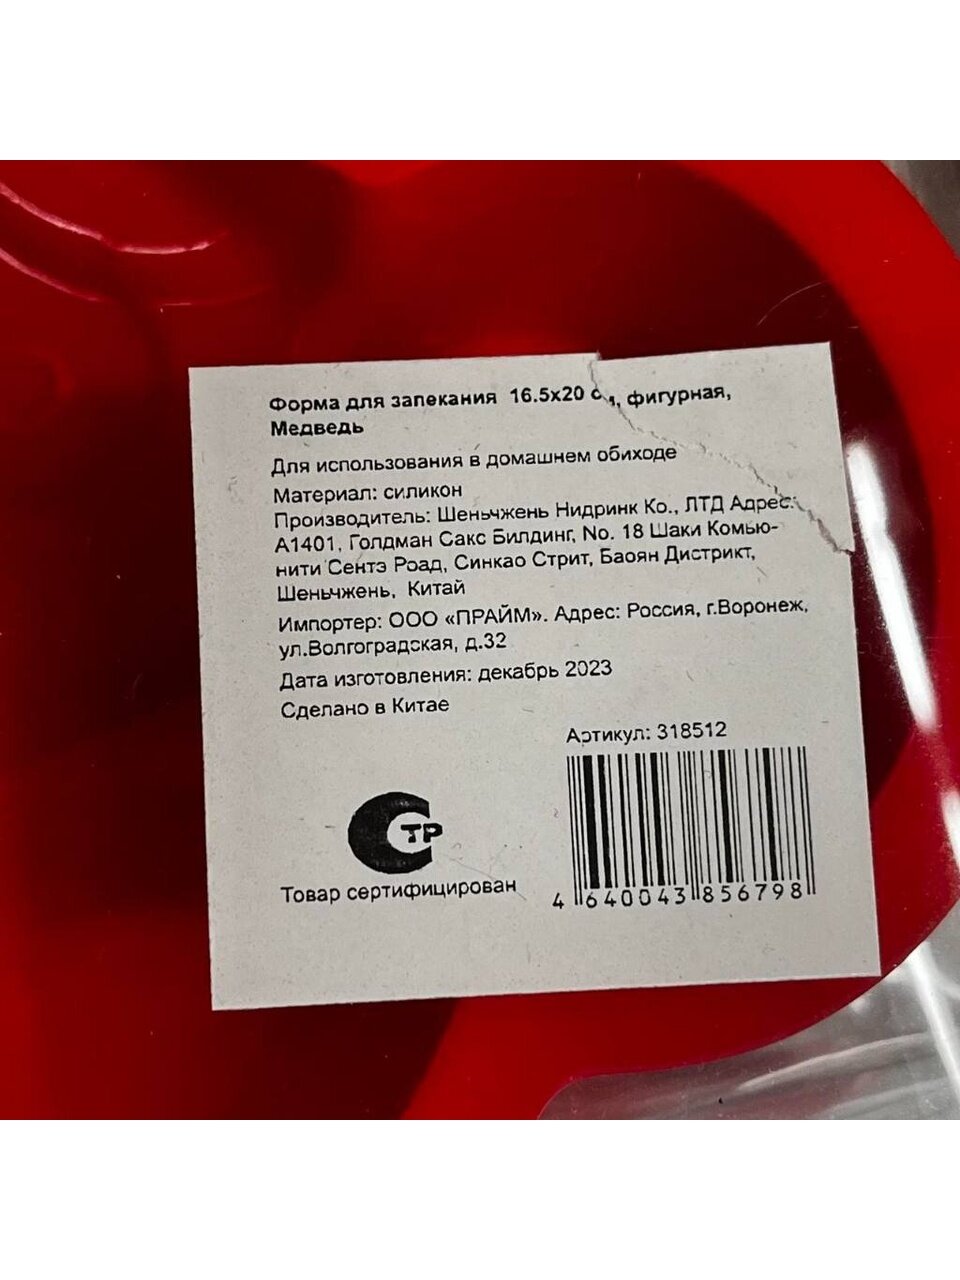 Форма для запекания 16.5х20 см, фигурная,
Медведь
Для использования в домашнем обиходе
Материал: силикон
Производитель: Шеньчжень Нидринк Ко., ЛТД Адрес:
А1401, Голдман Сакс Билдинг, No. 18 Шаки Комью-
нити Сентэ Роад, Синкао Стрит, Баоян Дистрикт,
Шеньчжень, Китай
Импортер: ООО «ПРАЙМ». Адрес: Россия, г.Воронеж,
ул.Волгоградская, д.32
Дата изготовления: декабрь 2023
Сделано в Китае
Артикул: 318512
СТР
Товар сертифицирован
4 640043 856798